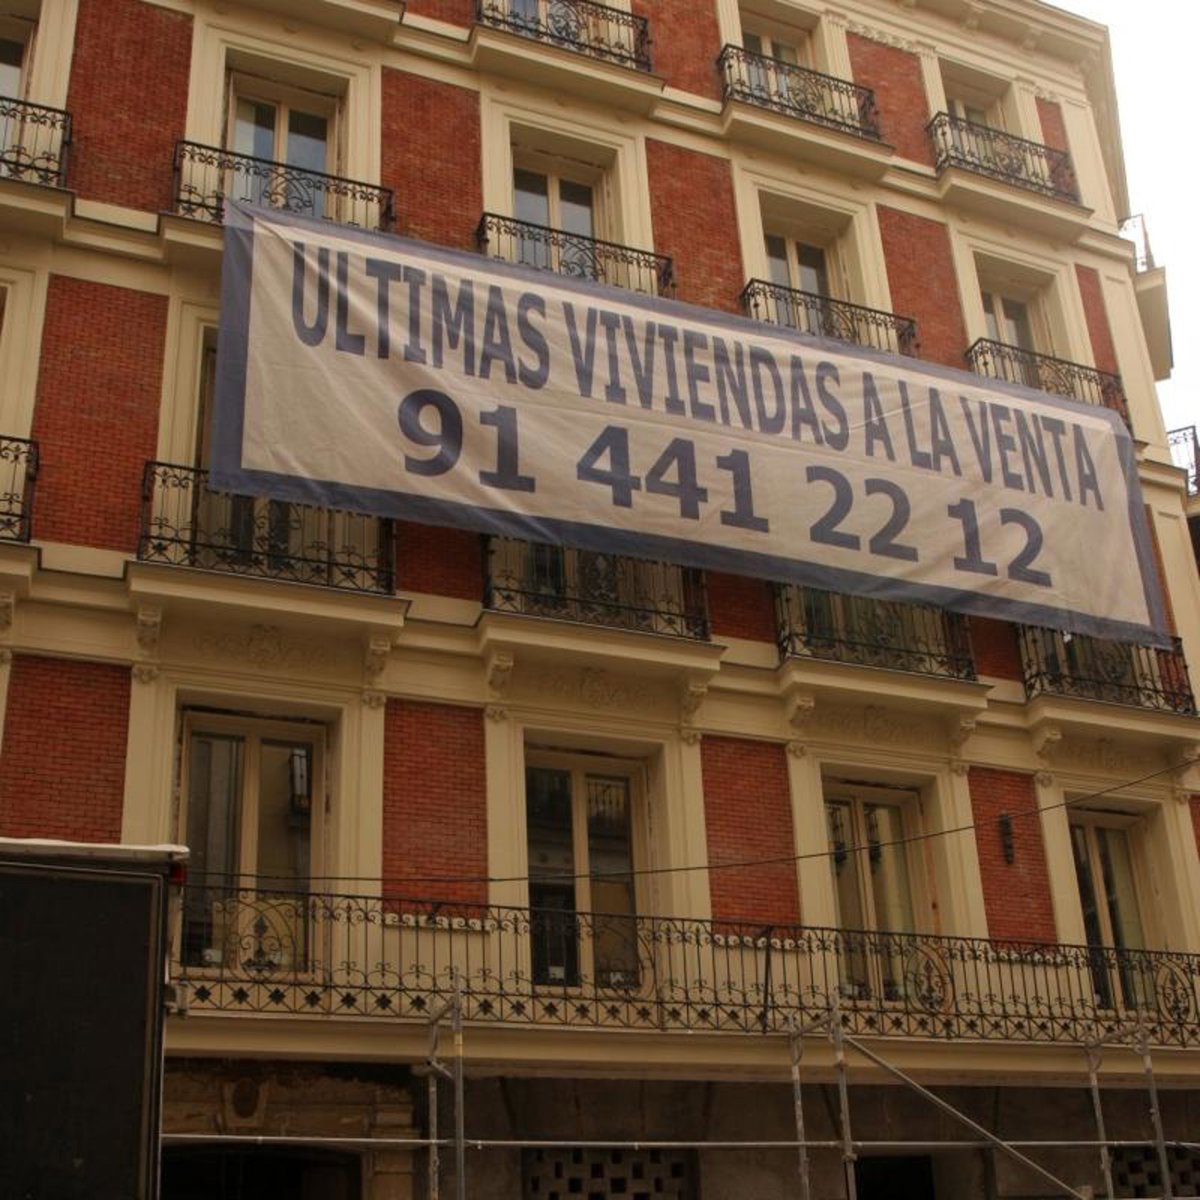 ULTIMAS VIVIENDAS A LA VENTA
91 441 22 12